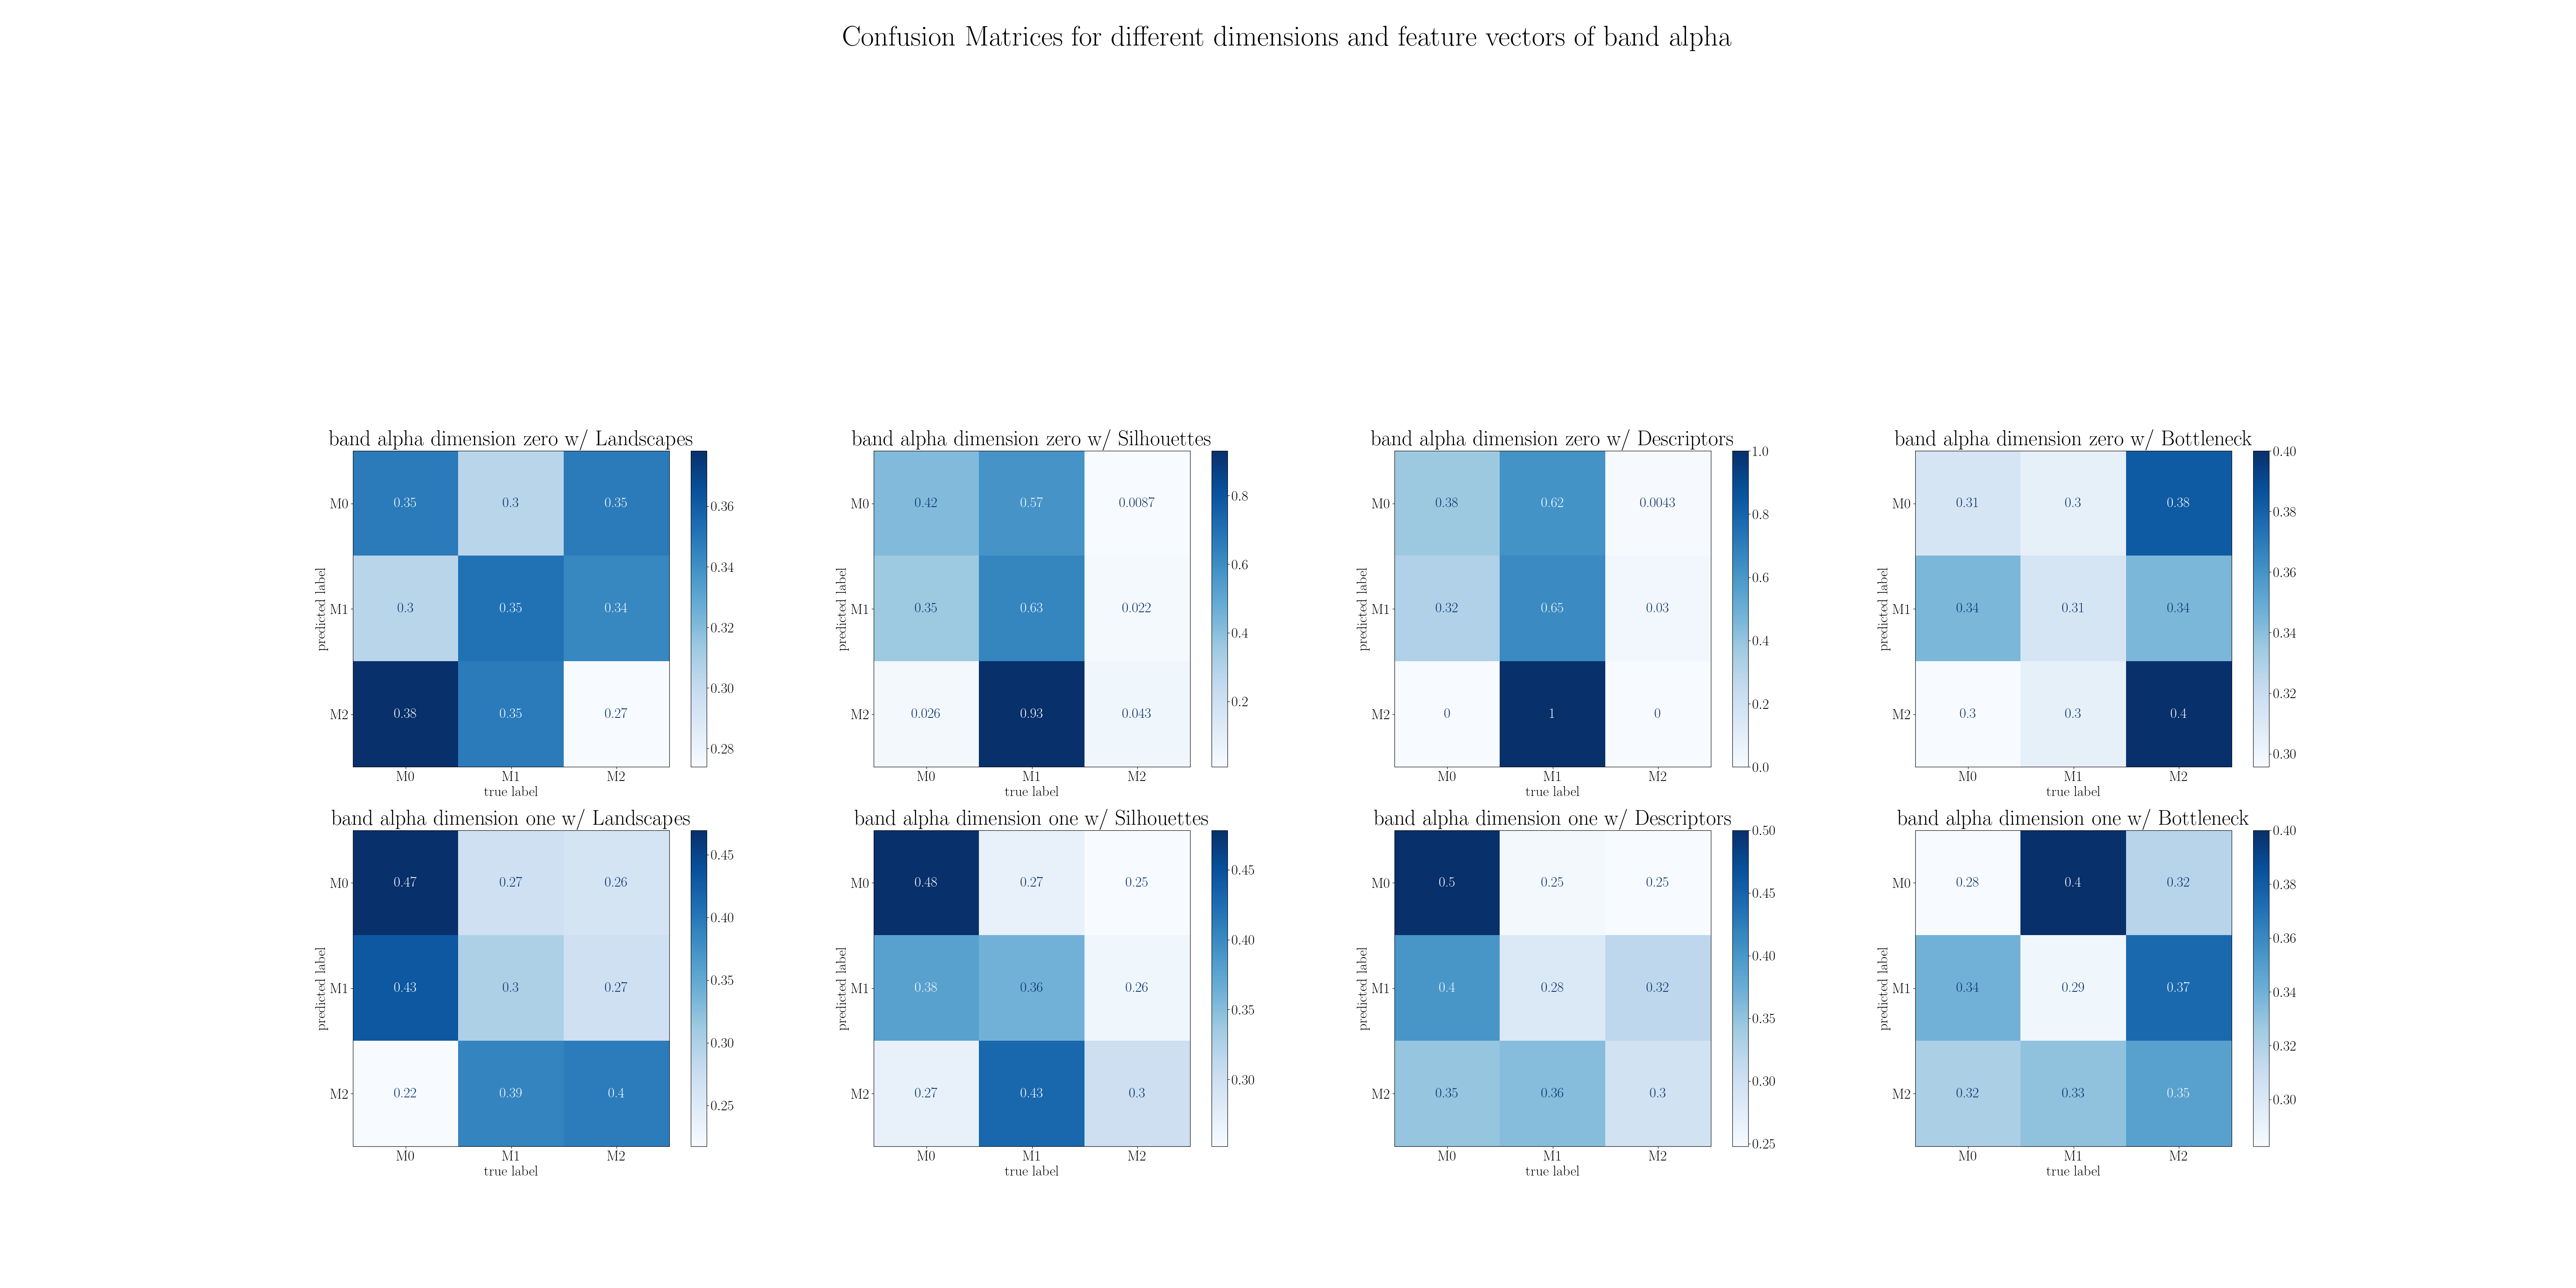 Confusion Matrices for different dimensions and feature vectors of band alpha
band alpha dimension zero w/ Landscapes
predicted label
M0 0.35 0.3 0.35
M1 0.3 0.35 0.34
M2 0.38 0.35 0.27
M0 M1 M2
true label
0.36
0.34
0.32
0.30
0.28
band alpha dimension zero w/ Silhouettes
predicted label
M0 0.42 0.57 0.0087
M1 0.35 0.63 0.022
M2 0.026 0.93 0.043
M0 M1 M2
true label
0.8
0.6
0.4
0.2
band alpha dimension zero w/ Descriptors
predicted label
M0 0.38 0.62 0.0043
M1 0.32 0.65 0.03
M2 0 1 0
M0 M1 M2
true label
1.0
0.8
0.6
0.4
0.2
0.0
band alpha dimension zero w/ Bottleneck
predicted label
M0 0.31 0.3 0.38
M1 0.34 0.31 0.34
M2 0.3 0.3 0.4
M0 M1 M2
true label
0.40
0.38
0.36
0.34
0.32
0.30
band alpha dimension one w/ Landscapes
predicted label
M0 0.47 0.27 0.26
M1 0.43 0.3 0.27
M2 0.22 0.39 0.4
M0 M1 M2
true label
0.45
0.40
0.35
0.30
0.25
band alpha dimension one w/ Silhouettes
predicted label
M0 0.48 0.27 0.25
M1 0.38 0.36 0.26
M2 0.27 0.43 0.3
M0 M1 M2
true label
0.45
0.40
0.35
0.30
band alpha dimension one w/ Descriptors
predicted label
M0 0.5 0.25 0.25
M1 0.4 0.28 0.32
M2 0.35 0.36 0.3
M0 M1 M2
true label
0.50
0.45
0.40
0.35
0.30
0.25
band alpha dimension one w/ Bottleneck
predicted label
M0 0.28 0.4 0.32
M1 0.34 0.29 0.37
M2 0.32 0.33 0.35
M0 M1 M2
true label
0.40
0.38
0.36
0.34
0.32
0.30